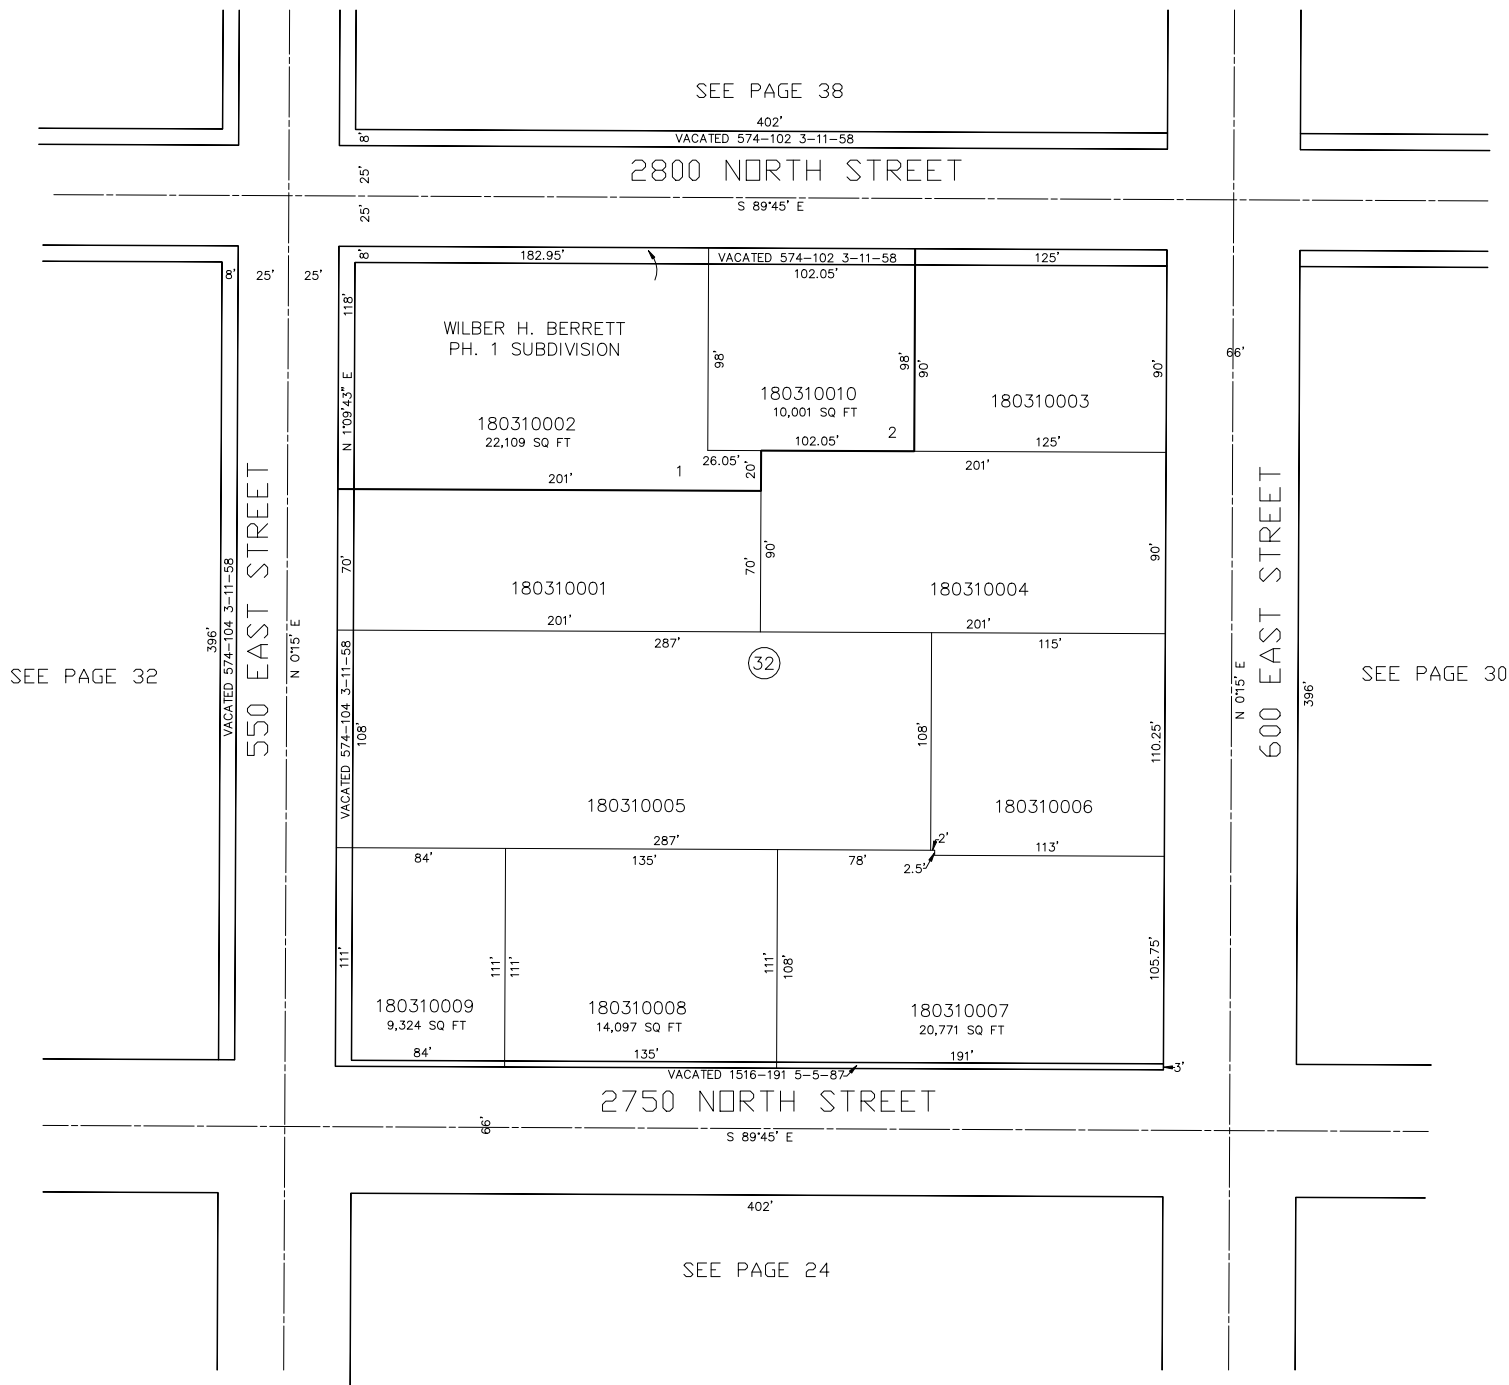 SEE PAGE 38
402'
8'
VACATED 574-102 3-11-58
2800 NORTH STREET
25'
25'
S 89°45' E
8'
182.95'
VACATED 574-102 3-11-58
125'
8'
25'
25'
102.05'
118'
WILBER H. BERRETT
PH. 1 SUBDIVISION
66'
98'
98'
90'
90'
N 1°09'43" E
180310010
10,001 SQ FT
180310003
180310002
22,109 SQ FT
102.05'
2
125'
26.05'
20'
201'
1
201'
550 EAST STREET
600 EAST STREET
70'
70'
90'
90'
180310001
180310004
201'
201'
287'
115'
VACATED 574-104 3-11-58
396'
N 0°15' E
VACATED 574-104 3-11-58
32
SEE PAGE 32
SEE PAGE 30
N 0°15' E
396'
108'
108'
110.25'
180310005
180310006
287'
2'
113'
84'
135'
78'
2.5'
111'
111'
111'
111'
108'
105.75'
180310009
9,324 SQ FT
180310008
14,097 SQ FT
180310007
20,771 SQ FT
84'
135'
191'
VACATED 1516-191 5-5-87
3'
2750 NORTH STREET
66'
S 89°45' E
402'
SEE PAGE 24